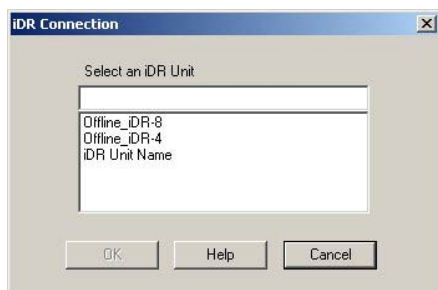 iDR Connection
Select an iDR Unit
Offline_iDR-8
Offline_iDR-4
iDR Unit Name
OK Help Cancel